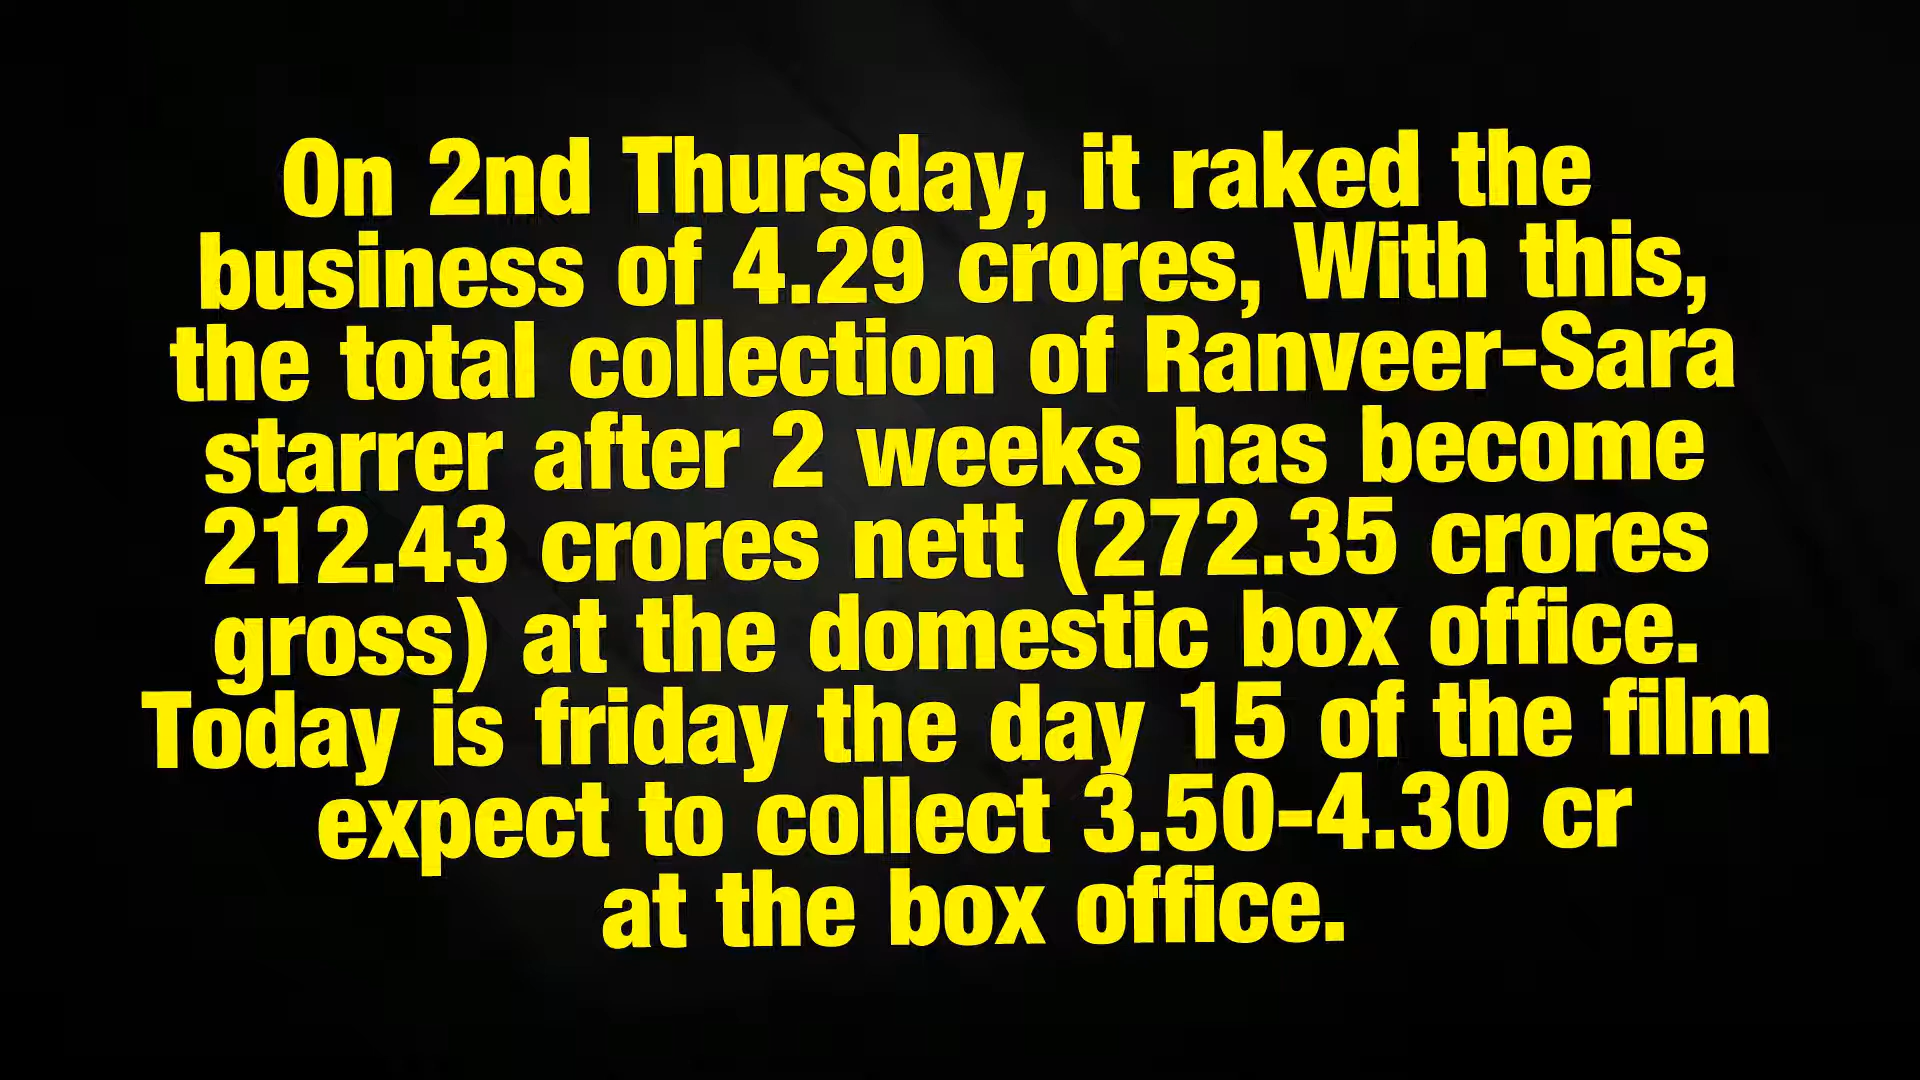 On 2nd Thursday, it raked the
business of 4.29 crores, With this,
the total collection of Ranveer-Sara
starrer after 2 weeks has become
212.43 crores nett (272.35 crores
gross) at the domestic box office.
Today is friday the day 15 of the film
expect to collect 3.50-4.30 cr
at the box office.